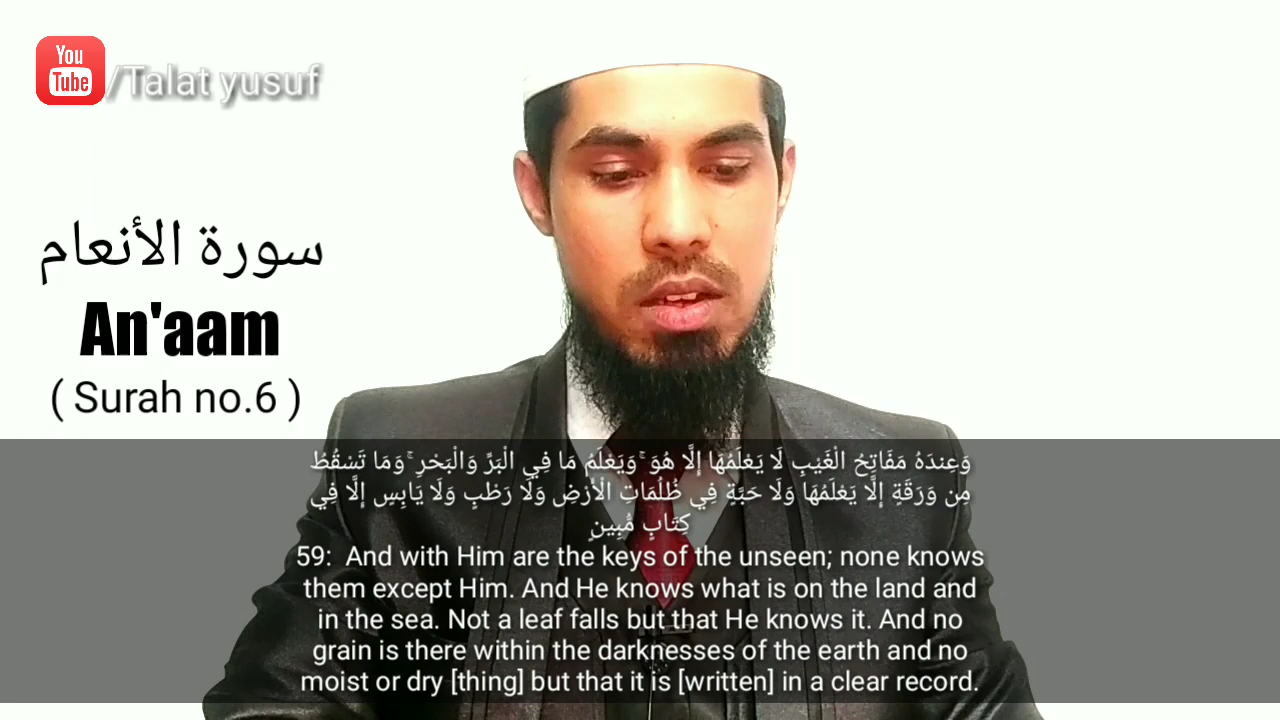 You
Tube
/Talat yusuf
سورة الأنعام
An'aam
( Surah no.6 )
وَعِندَهُ مَفَاتِحُ الْغَيْبِ لَا يَعْلَمُهَا إِلَّا هُوَ ۚ وَيَعْلَمُ مَا فِي الْبَرِّ وَالْبَحْرِ ۚ وَمَا تَسْقُطُ
مِن وَرَقَةٍ إِلَّا يَعْلَمُهَا وَلَا حَبَّةٍ فِي ظُلُمَاتِ الْأَرْضِ وَلَا رَطْبٍ وَلَا يَابِسٍ إِلَّا فِي
كِتَابٍ مُّبِينٍ
59:  And with Him are the keys of the unseen; none knows
them except Him. And He knows what is on the land and
in the sea. Not a leaf falls but that He knows it. And no
grain is there within the darknesses of the earth and no
moist or dry [thing] but that it is [written] in a clear record.